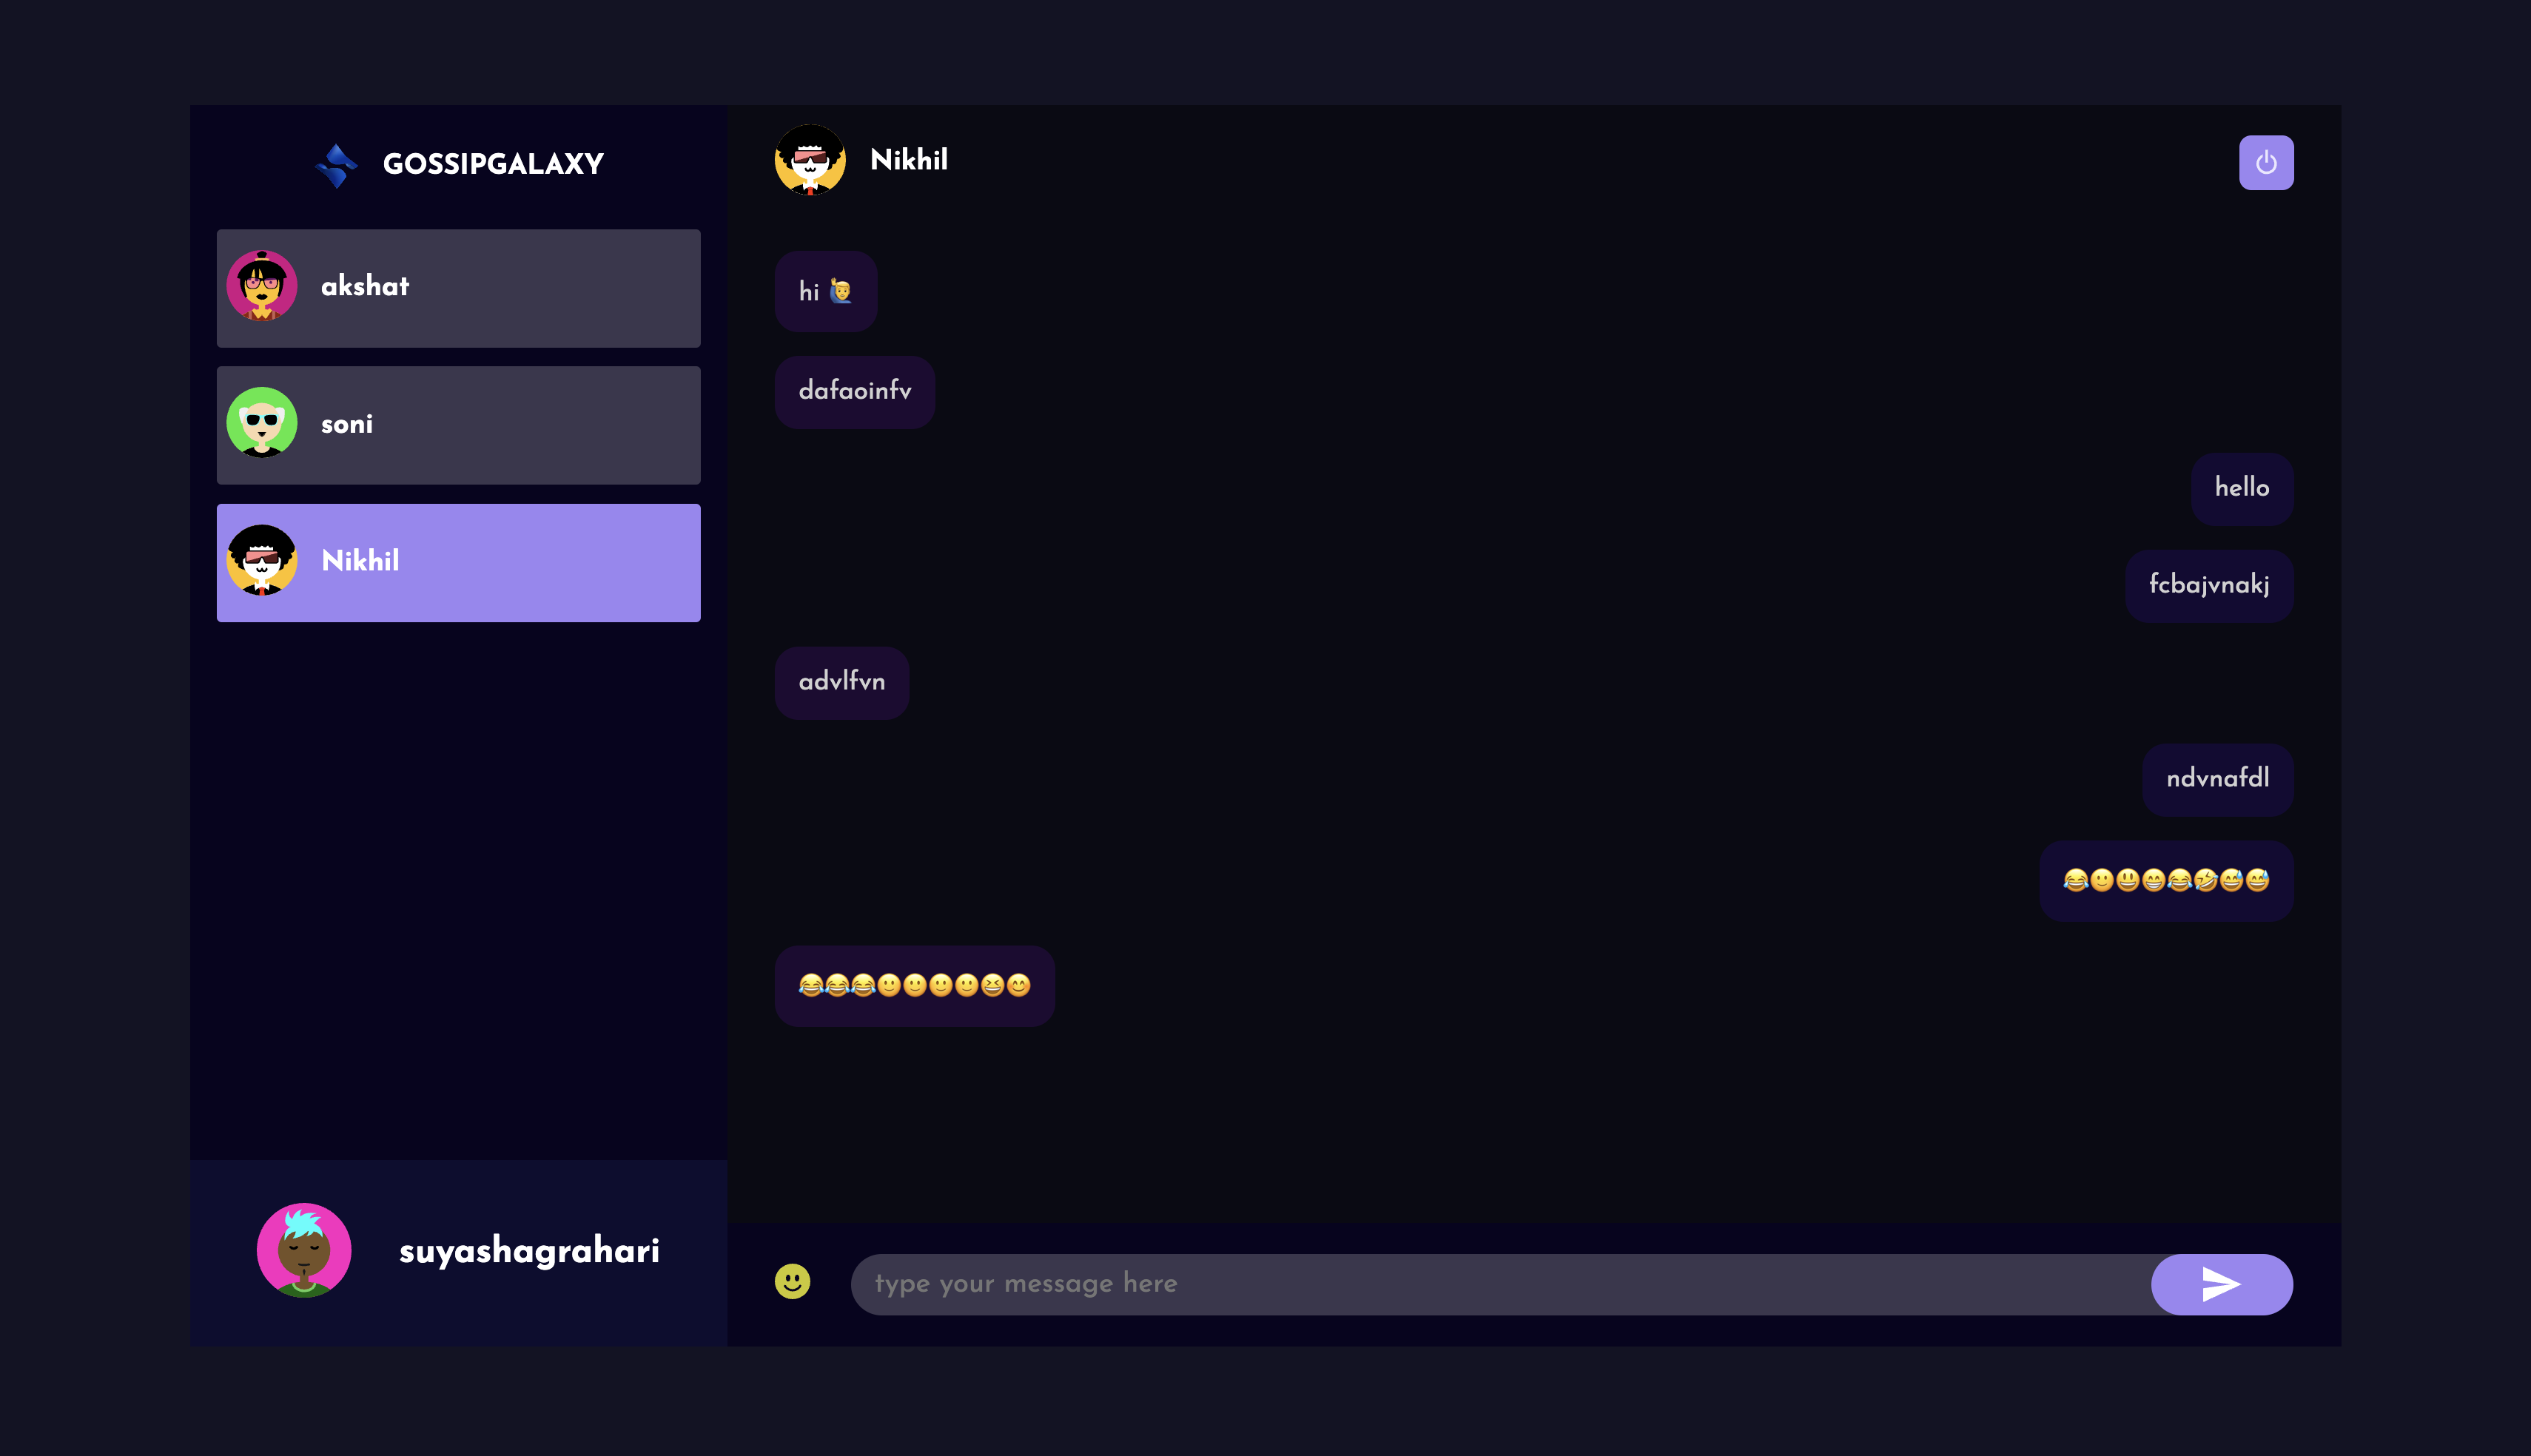 GOSSIPGALAXY
akshat
soni
Nikhil
suyashagrahari
Nikhil
hi 🙋‍♂️
dafaoinfv
hello
fcbajvnakj
advlfvn
ndvnafdl
😂🙂😃😁😂🤣😅😅
😂😂😂🙂🙂🙂🙂😆😊
type your message here